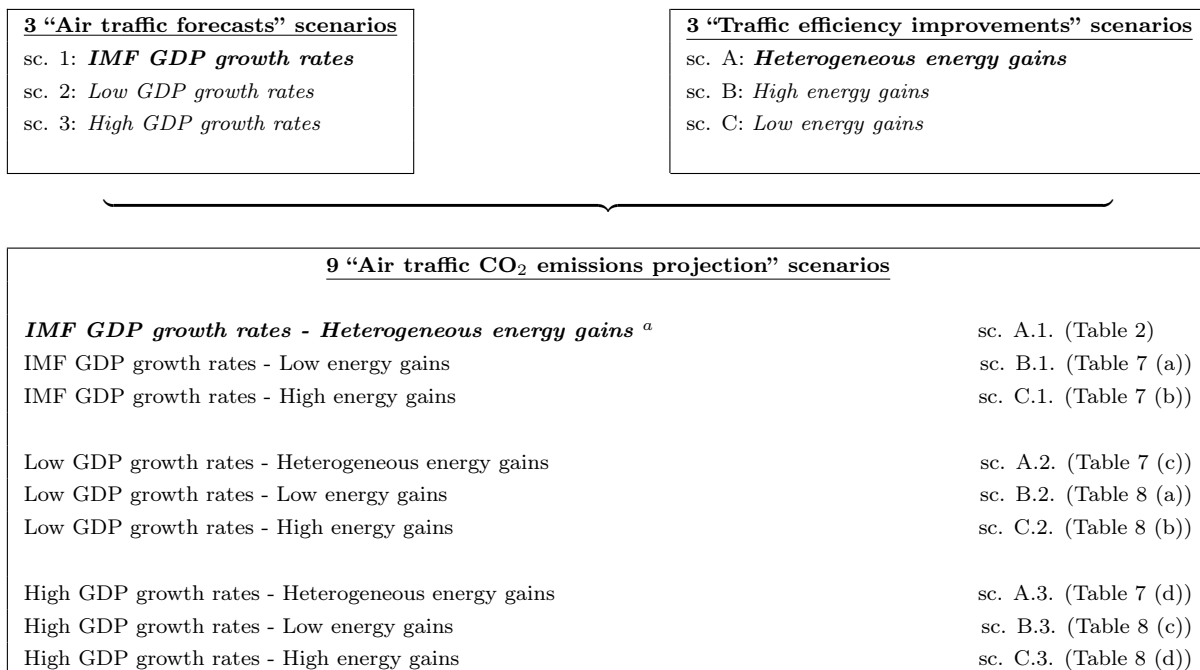 3 “Air traffic forecasts” scenarios
sc. 1: IMF GDP growth rates
sc. 2: Low GDP growth rates
sc. 3: High GDP growth rates
3 “Traffic efficiency improvements” scenarios
sc. A: Heterogeneous energy gains
sc. B: High energy gains
sc. C: Low energy gains
9 “Air traffic CO2 emissions projection” scenarios
IMF GDP growth rates - Heterogeneous energy gains a sc. A.1. (Table 2)
IMF GDP growth rates - Low energy gains sc. B.1. (Table 7 (a))
IMF GDP growth rates - High energy gains sc. C.1. (Table 7 (b))
Low GDP growth rates - Heterogeneous energy gains sc. A.2. (Table 7 (c))
Low GDP growth rates - Low energy gains sc. B.2. (Table 8 (a))
Low GDP growth rates - High energy gains sc. C.2. (Table 8 (b))
High GDP growth rates - Heterogeneous energy gains sc. A.3. (Table 7 (d))
High GDP growth rates - Low energy gains sc. B.3. (Table 8 (c))
High GDP growth rates - High energy gains sc. C.3. (Table 8 (d))